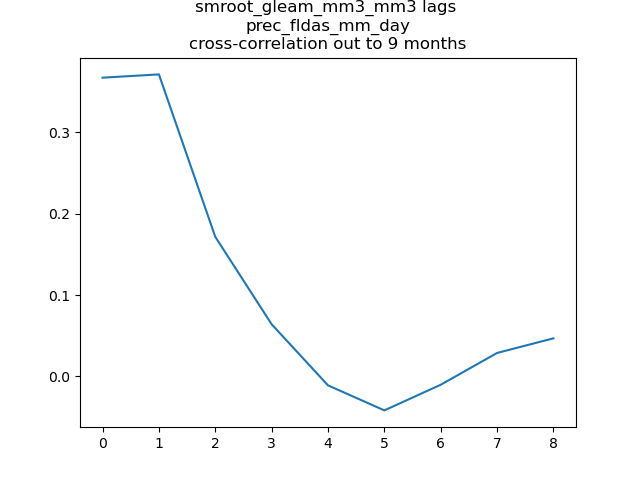 smroot_gleam_mm3_mm3 lags
prec_fldas_mm_day
cross-correlation out to 9 months
0.3
0.2
0.1
0.0
0 1 2 3 4 5 6 7 8